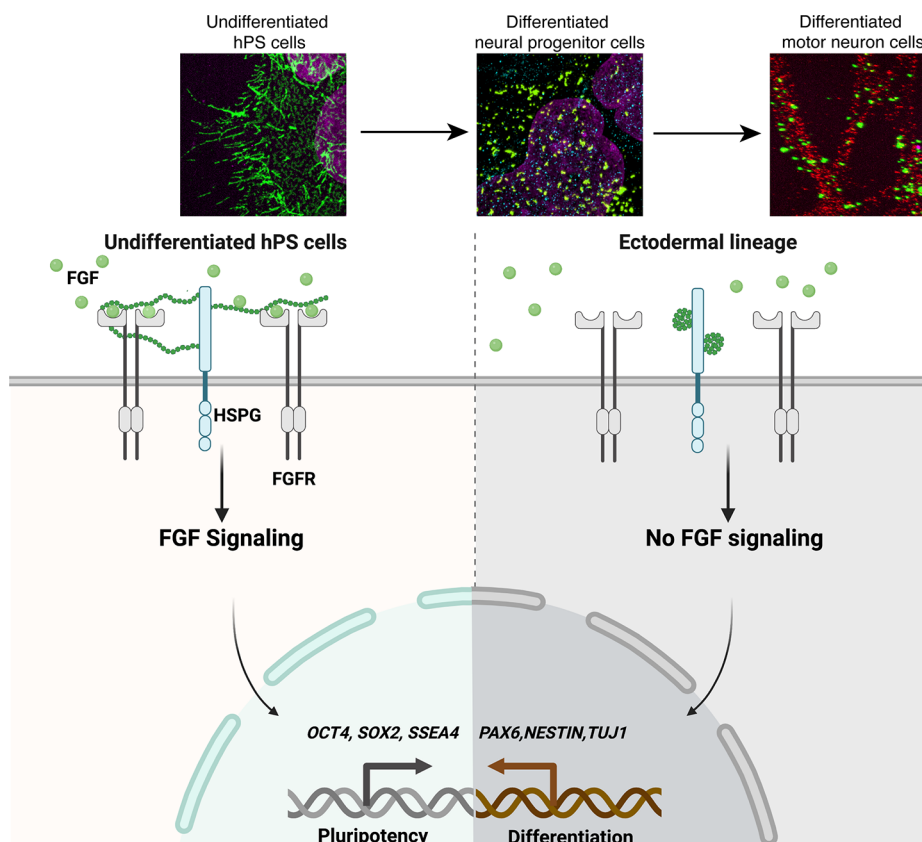 Undifferentiated
hPS cells
Differentiated
neural progenitor cells
Differentiated
motor neuron cells
Undifferentiated hPS cells
Ectodermal lineage
FGF
HSPG
FGFR
FGF Signaling
No FGF signaling
OCT4, SOX2, SSEA4
PAX6,NESTIN,TUJ1
Pluripotency
Differentiation